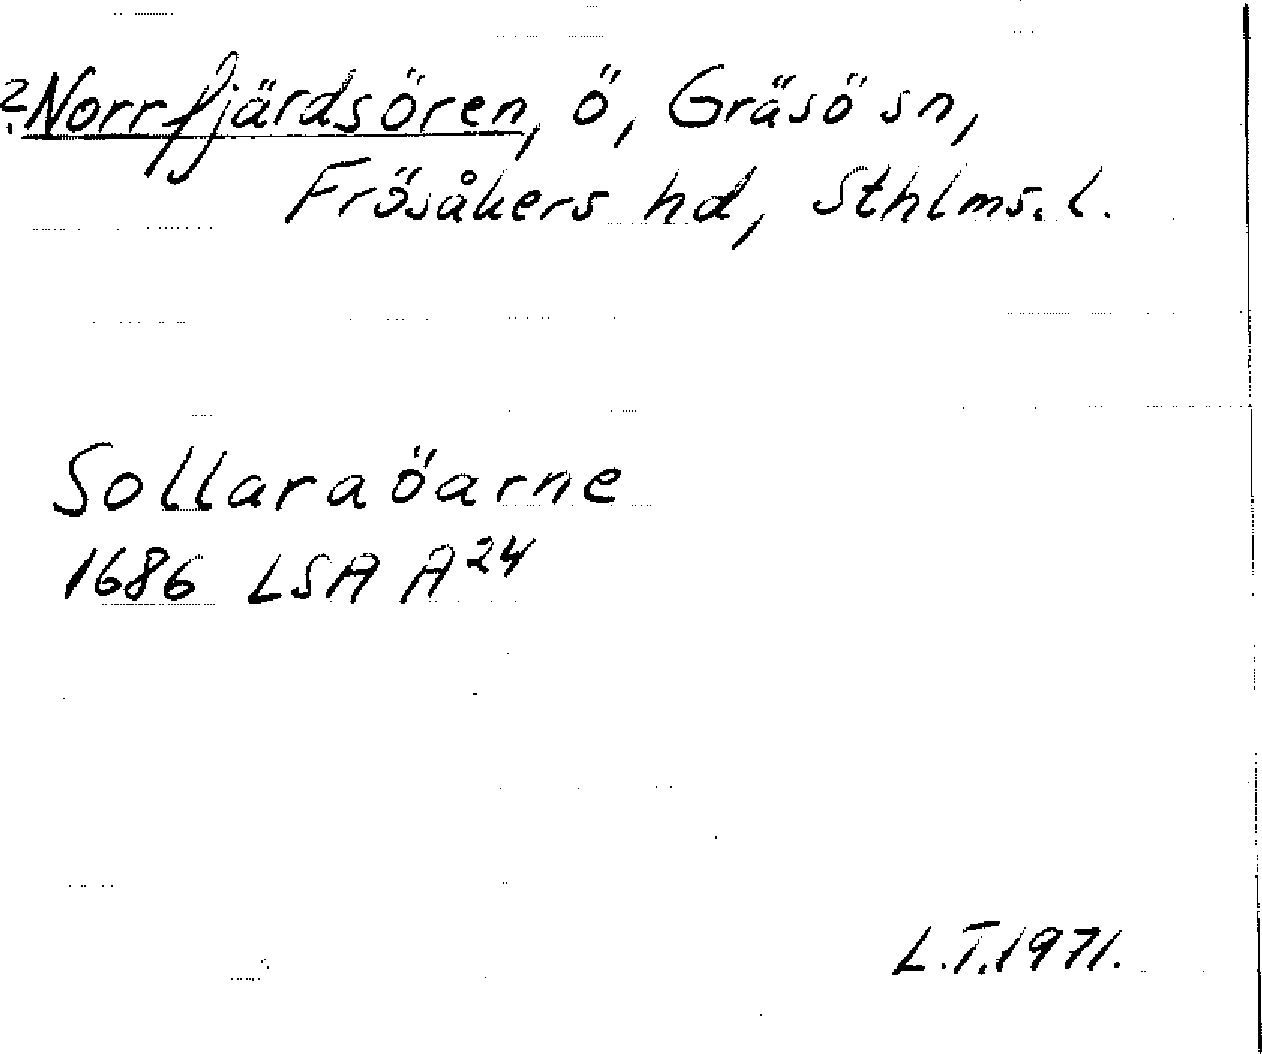 ?Norrfjärdsören, ö, Gräsö sn,
Frösåkers hd, Sthlms. l.
Sollaraöarne
1686 LSA A24
L.T.1971.